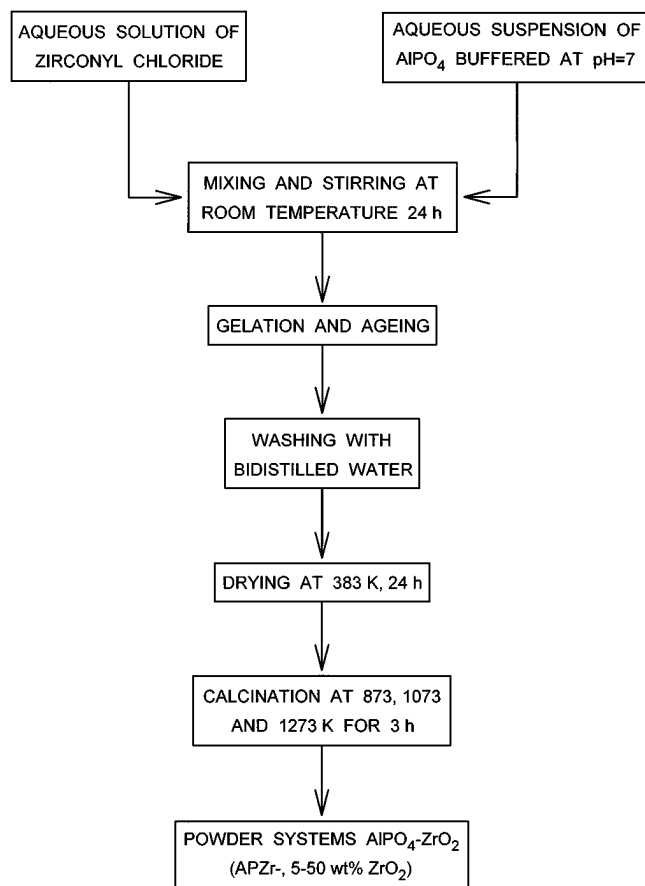 AQUEOUS SOLUTION OF
ZIRCONYL CHLORIDE
AQUEOUS SUSPENSION OF
AlPO4 BUFFERED AT pH=7
MIXING AND STIRRING AT
ROOM TEMPERATURE 24 h
GELATION AND AGEING
WASHING WITH
BIDISTILLED WATER
DRYING AT 383 K, 24 h
CALCINATION AT 873, 1073
AND 1273 K FOR 3 h
POWDER SYSTEMS AlPO4-ZrO2
(APZr-, 5-50 wt% ZrO2)